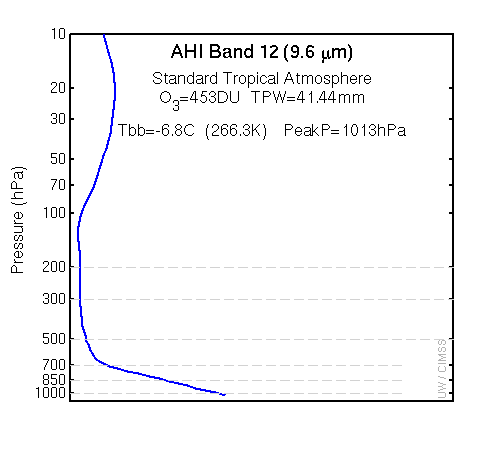 AHI Band 12 (9.6 μm)
Standard Tropical Atmosphere
O3=453DU TPW=41.44mm
Tbb=-6.8C (266.3K) PeakP=1013hPa
Pressure (hPa)
10
20
30
50
70
100
200
300
500
700
850
1000
UW / CIMSS